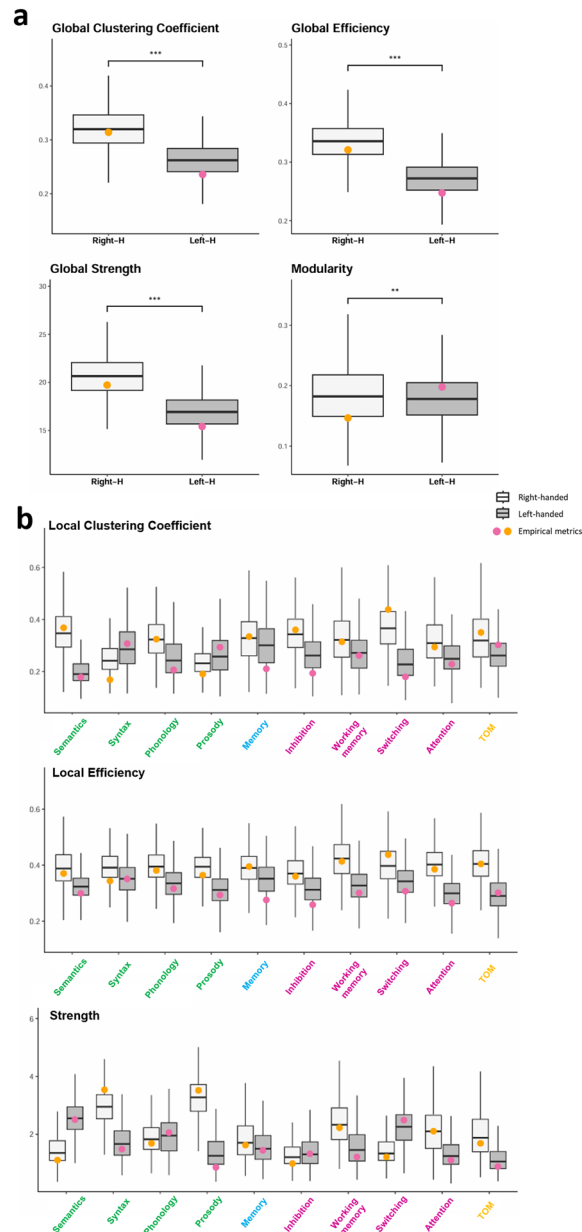 a
Global Clustering Coefficient
***
0.4
0.3
0.2
Right-H
Left-H
Global Efficiency
***
0.5
0.4
0.3
0.2
Right-H
Left-H
Global Strength
***
30
25
20
15
Right-H
Left-H
Modularity
**
0.3
0.2
0.1
Right-H
Left-H
Right-handed
Left-handed
Empirical metrics
b
Local Clustering Coefficient
0.6
0.4
0.2
Semantics
Syntax
Phonology
Prosody
Memory
Inhibition
Working
memory
Switching
Attention
TOM
Local Efficiency
0.6
0.4
0.2
Semantics
Syntax
Phonology
Prosody
Memory
Inhibition
Working
memory
Switching
Attention
TOM
Strength
6
4
2
Semantics
Syntax
Phonology
Prosody
Memory
Inhibition
Working
memory
Switching
Attention
TOM